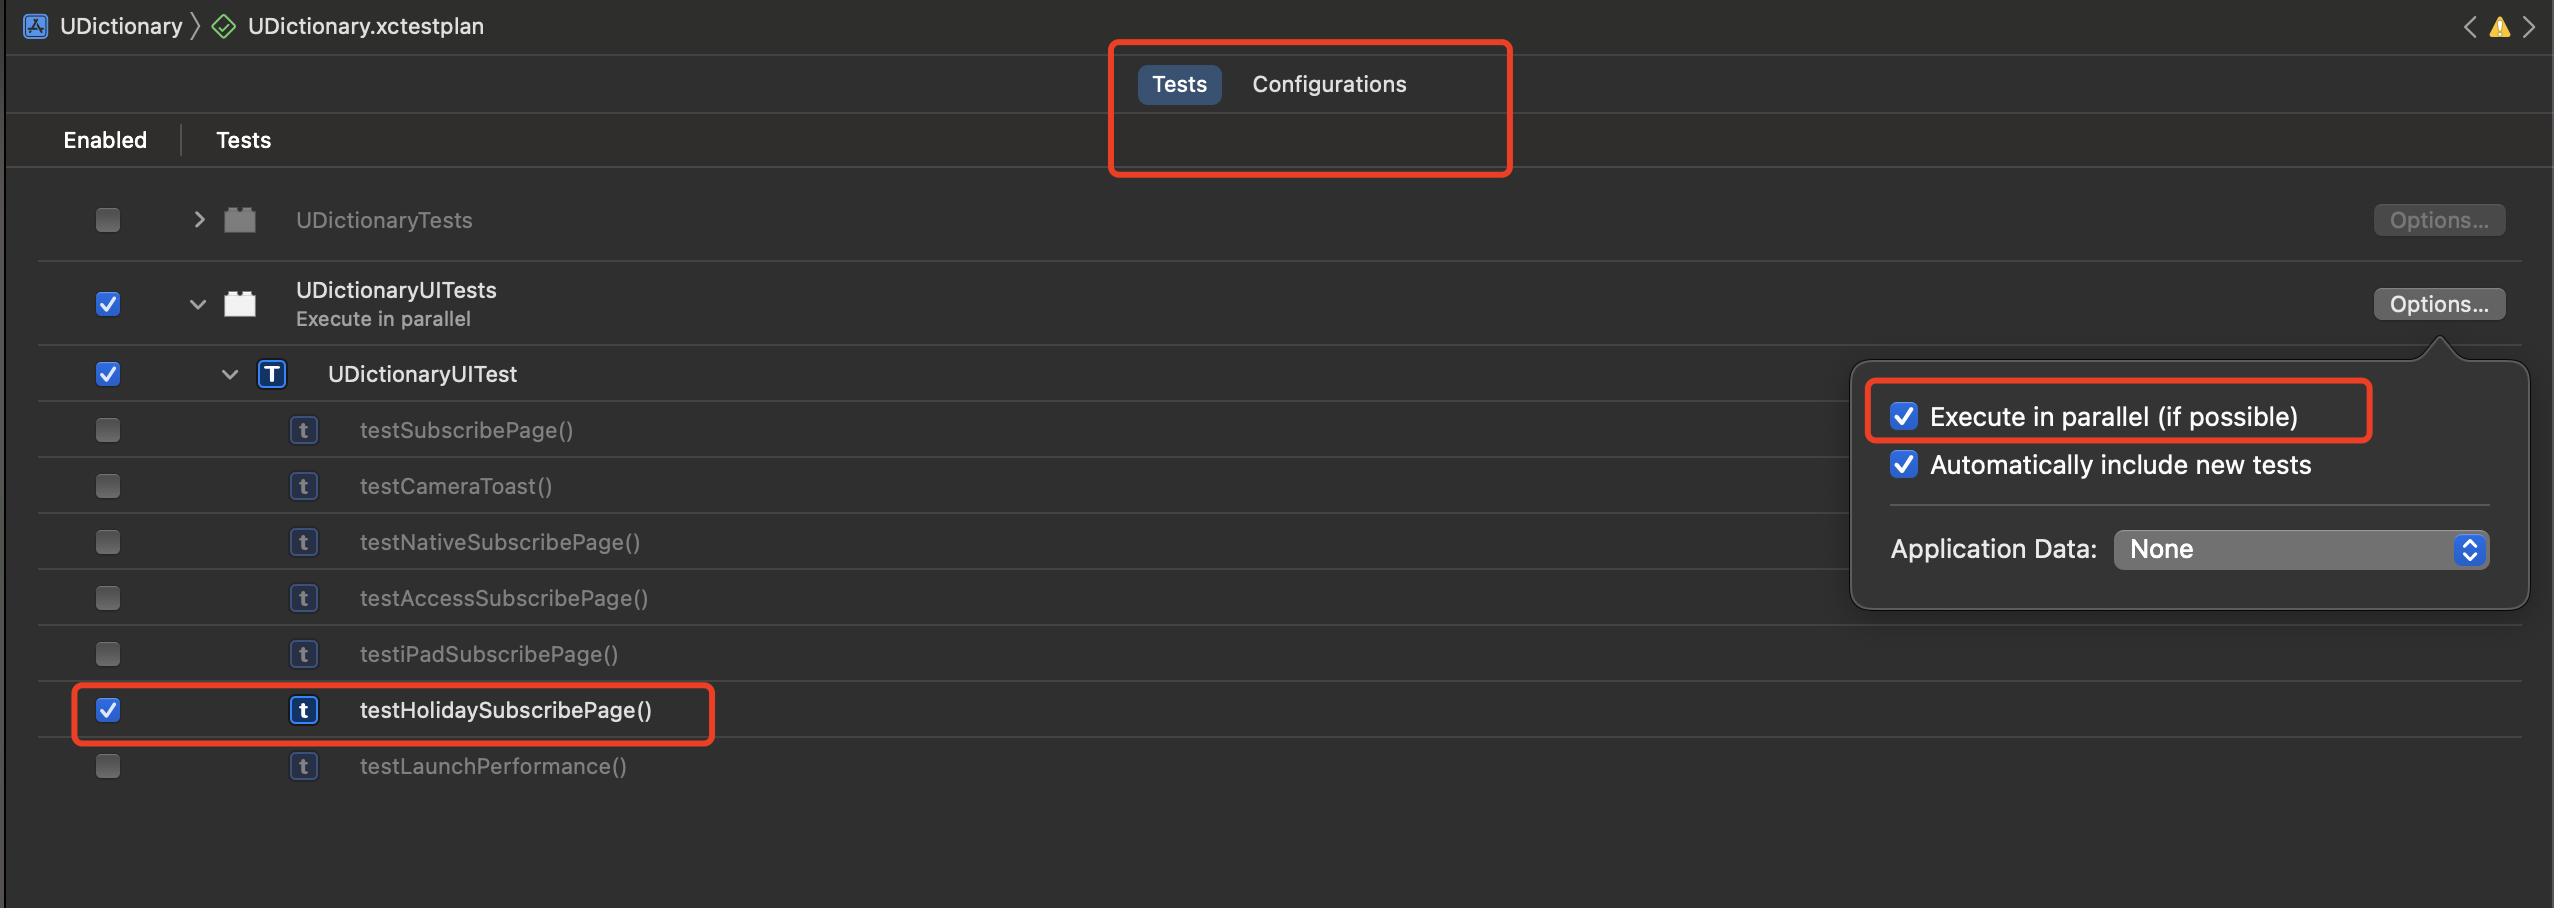 UDictionary UDictionary.xctestplan
Tests Configurations
Enabled Tests
UDictionaryTests Options...
UDictionaryUITests
Execute in parallel
Options...
T UDictionaryUITest
Execute in parallel (if possible)
Automatically include new tests
Application Data: None
t testSubscribePage()
t testCameraToast()
t testNativeSubscribePage()
t testAccessSubscribePage()
t testiPadSubscribePage()
t testHolidaySubscribePage()
t testLaunchPerformance()